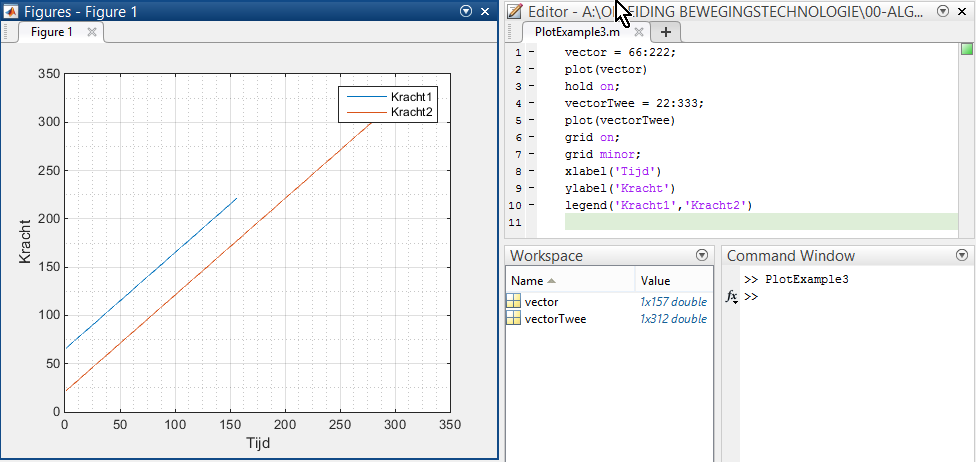 Figures - Figure 1
Figure 1
350
300
250
200
150
100
50
0
Kracht
0 50 100 150 200 250 300 350
Tijd
Kracht1
Kracht2
Editor - A:\O EIDING BEWEGINGSTECHNOLOGIE\00-ALG...
PlotExample3.m
1 - vector = 66:222;
2 - plot(vector)
3 - hold on;
4 - vectorTwee = 22:333;
5 - plot(vectorTwee)
6 - grid on;
7 - grid minor;
8 - xlabel('Tijd')
9 - ylabel('Kracht')
10 - legend('Kracht1','Kracht2')
11
Workspace
Name Value
vector 1x157 double
vectorTwee 1x312 double
Command Window
>> PlotExample3
fx >>